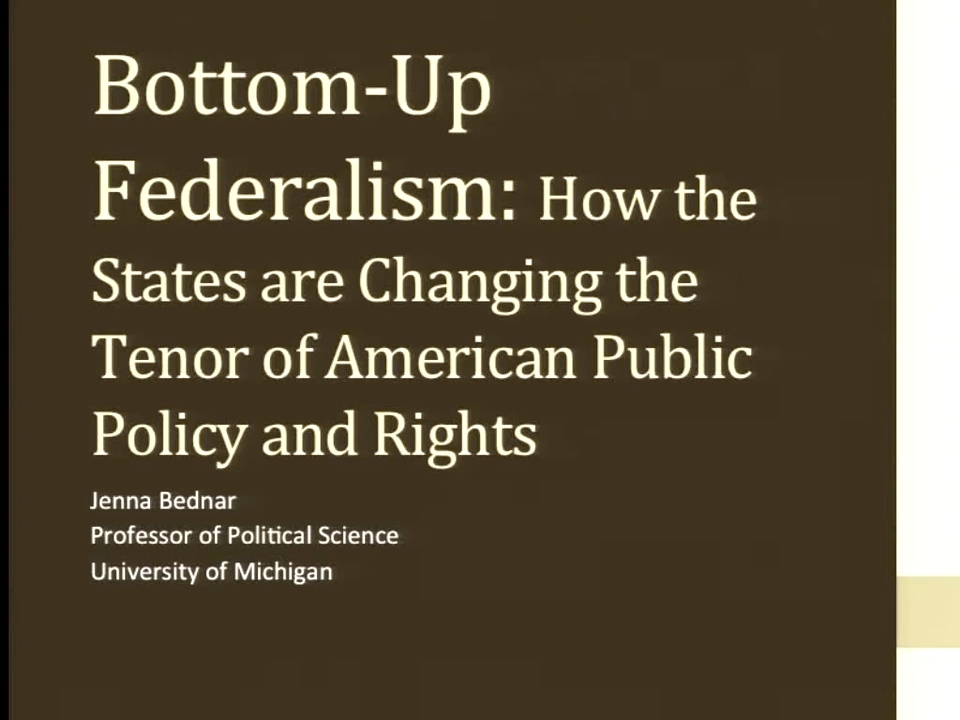 Bottom-Up
Federalism: How the
States are Changing the
Tenor of American Public
Policy and Rights
Jenna Bednar
Professor of Political Science
University of Michigan